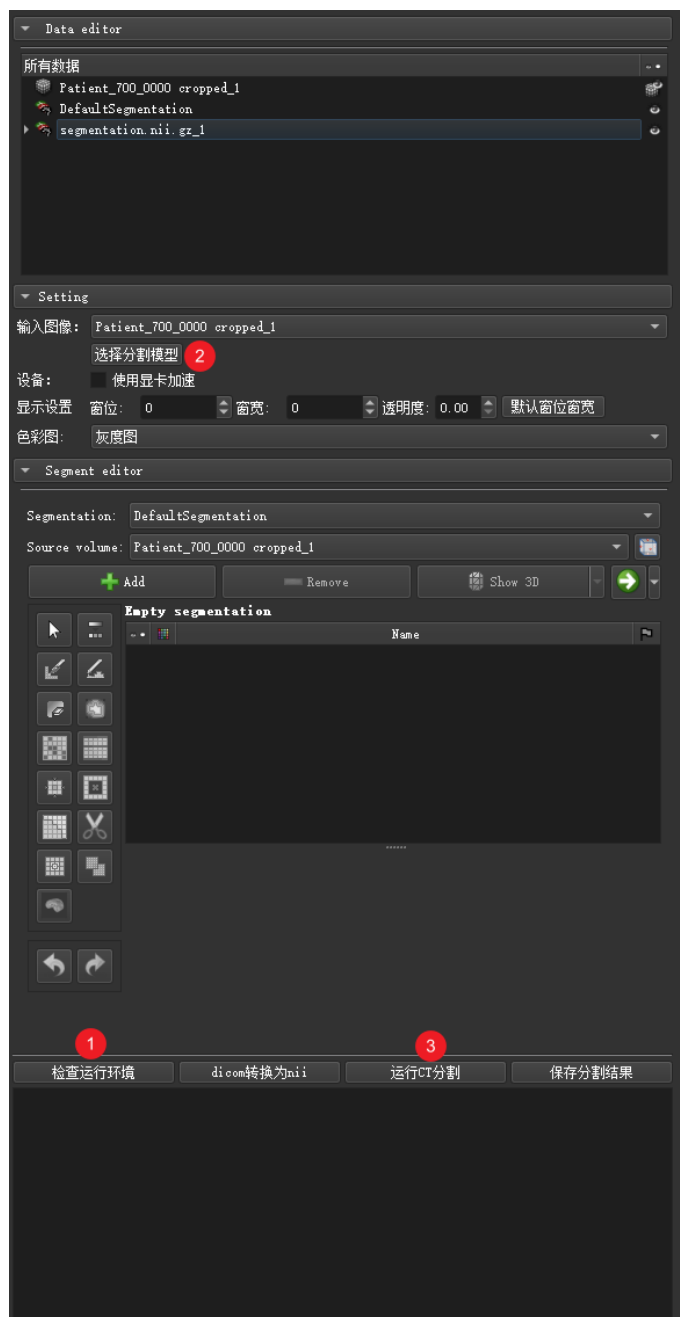 Data editor
所有数据
Patient_700_0000 cropped_1
DefaultSegmentation
segmentation.nii.gz_1
Setting
输入图像: Patient_700_0000 cropped_1
选择分割模型 2
设备: 使用显卡加速
显示设置 窗位: 0 窗宽: 0 透明度: 0.00 默认窗位窗宽
色彩图: 灰度图
Segment editor
Segmentation: DefaultSegmentation
Source volume: Patient_700_0000 cropped_1
Add Remove Show 3D
Empty segmentation
Name
1 3
检查运行环境 dicom转换为nii 运行CT分割 保存分割结果